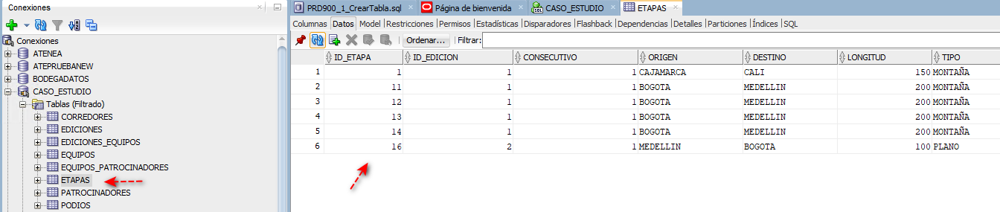 Conexiones
Conexiones
ATENEA
ATEPRUEBANEW
BODEGADATOS
CASO_ESTUDIO
Tablas (Filtrado)
CORREDORES
EDICIONES
EDICIONES_EQUIPOS
EQUIPOS
EQUIPOS_PATROCINADORES
ETAPAS
PATROCINADORES
PODIOS
PRD900_1_CrearTabla.sql Página de bienvenida CASO_ESTUDIO ETAPAS
Columnas Datos Model Restricciones Permisos Estadísticas Disparadores Flashback Dependencias Detalles Particiones Índices SQL
Ordenar... Filtrar:
ID_ETAPA ID_EDICION CONSECUTIVO ORIGEN DESTINO LONGITUD TIPO
1 1 1 1 CAJAMARCA CALI 150 MONTAÑA
2 11 1 1 BOGOTA MEDELLIN 200 MONTAÑA
3 12 1 1 BOGOTA MEDELLIN 200 MONTAÑA
4 13 1 1 BOGOTA MEDELLIN 200 MONTAÑA
5 14 1 1 BOGOTA MEDELLIN 200 MONTAÑA
6 16 2 1 MEDELLIN BOGOTA 100 PLANO